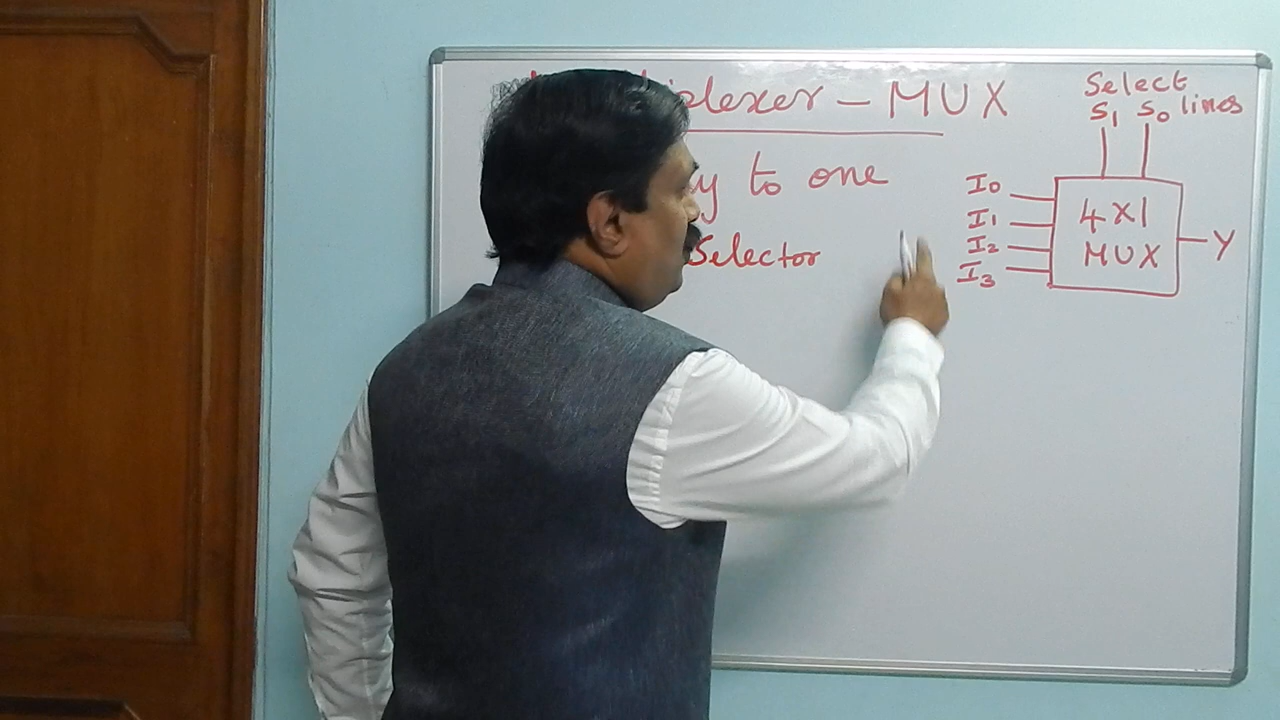 plexer - MUX
Select
S1 S0 lines
y to one
Selector
I0
I1
I2
I3
4X1
MUX
Y